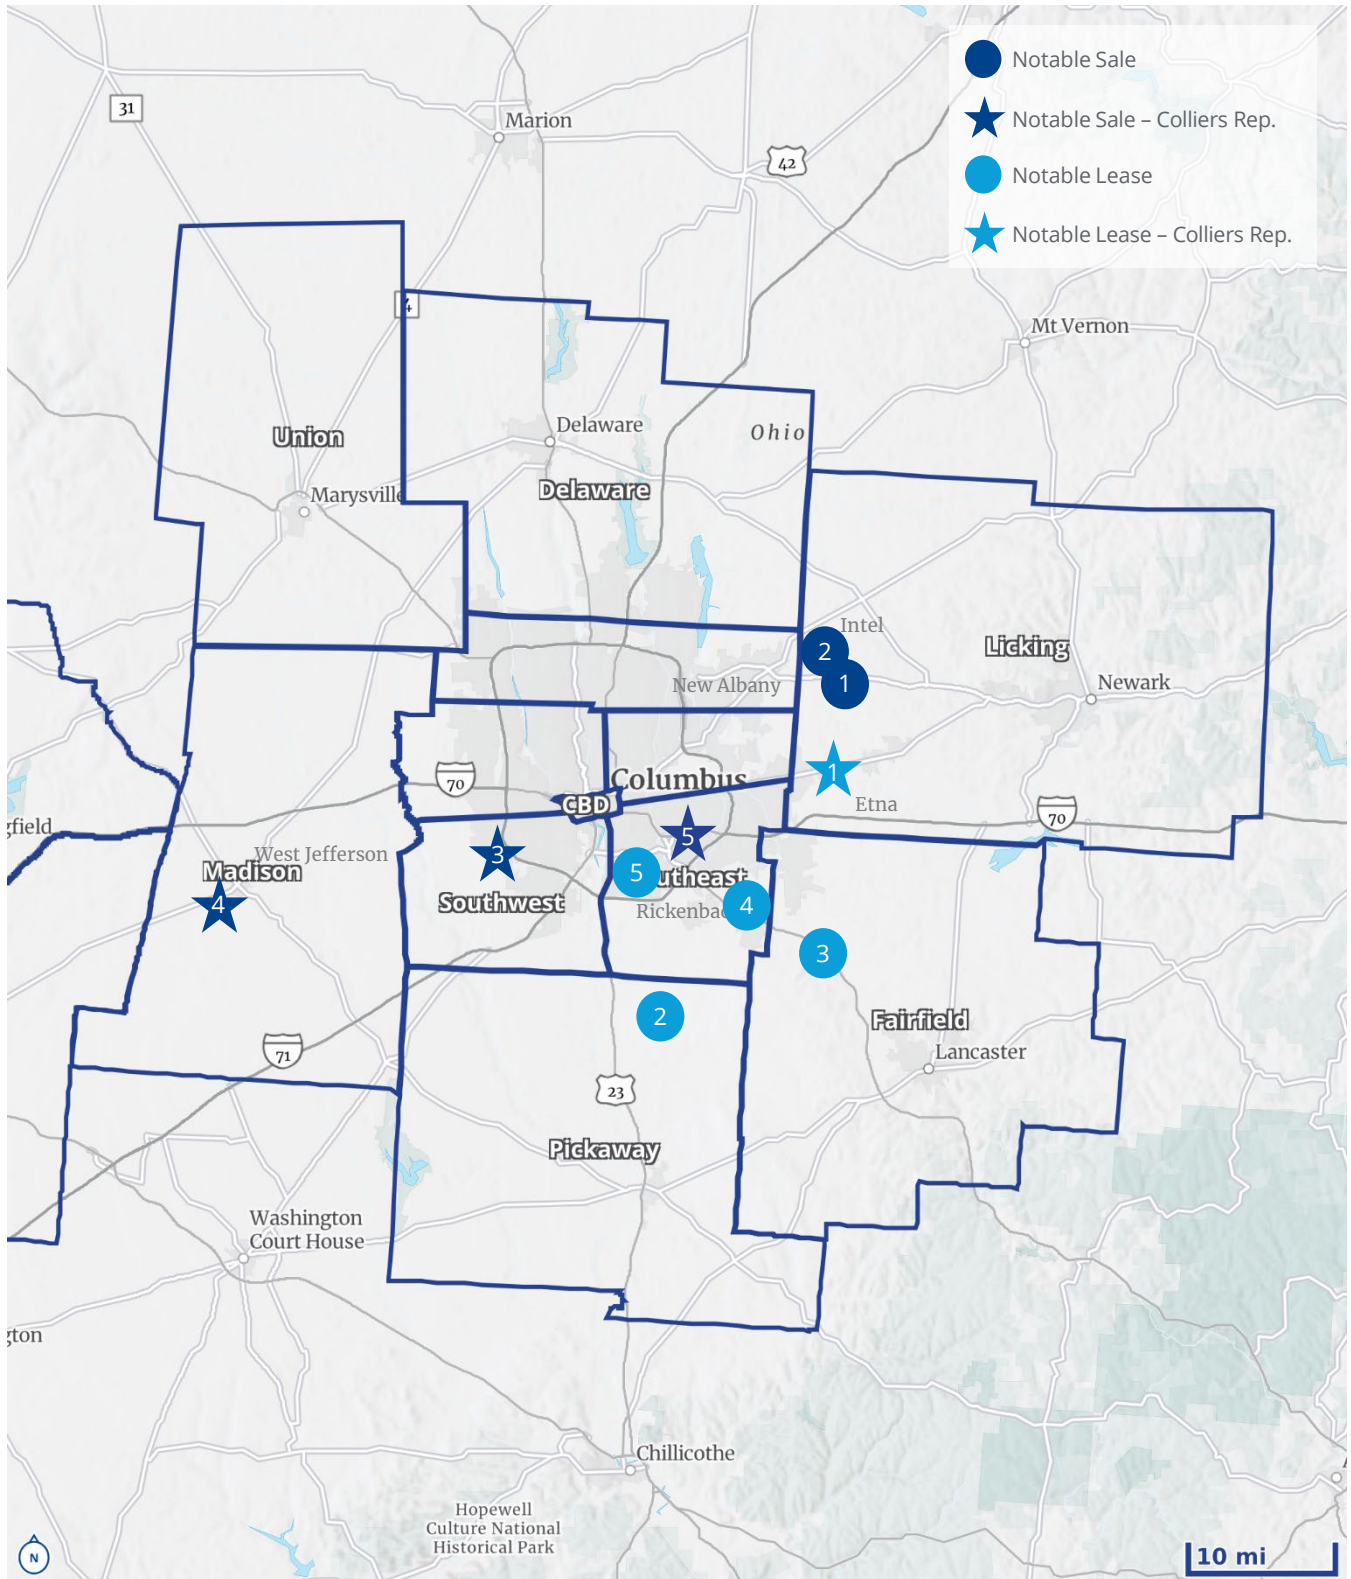 Notable Sale
Notable Sale – Colliers Rep.
Notable Lease
Notable Lease – Colliers Rep.
31
Marion
42
4
Mt Vernon
Union
Delaware
Ohio
Marysville
Delaware
Intel
2
Licking
New Albany
1
Newark
70
Columbus
1
CBD
Etna
70
gfield
West Jefferson
3
5
Madison
5
utheast
4
Southwest
Rickenbac
4
3
2
Fairfield
71
Lancaster
23
Pickaway
Washington
Court House
gton
Chillicothe
A
Hopewell
Culture National
Historical Park
N
10 mi